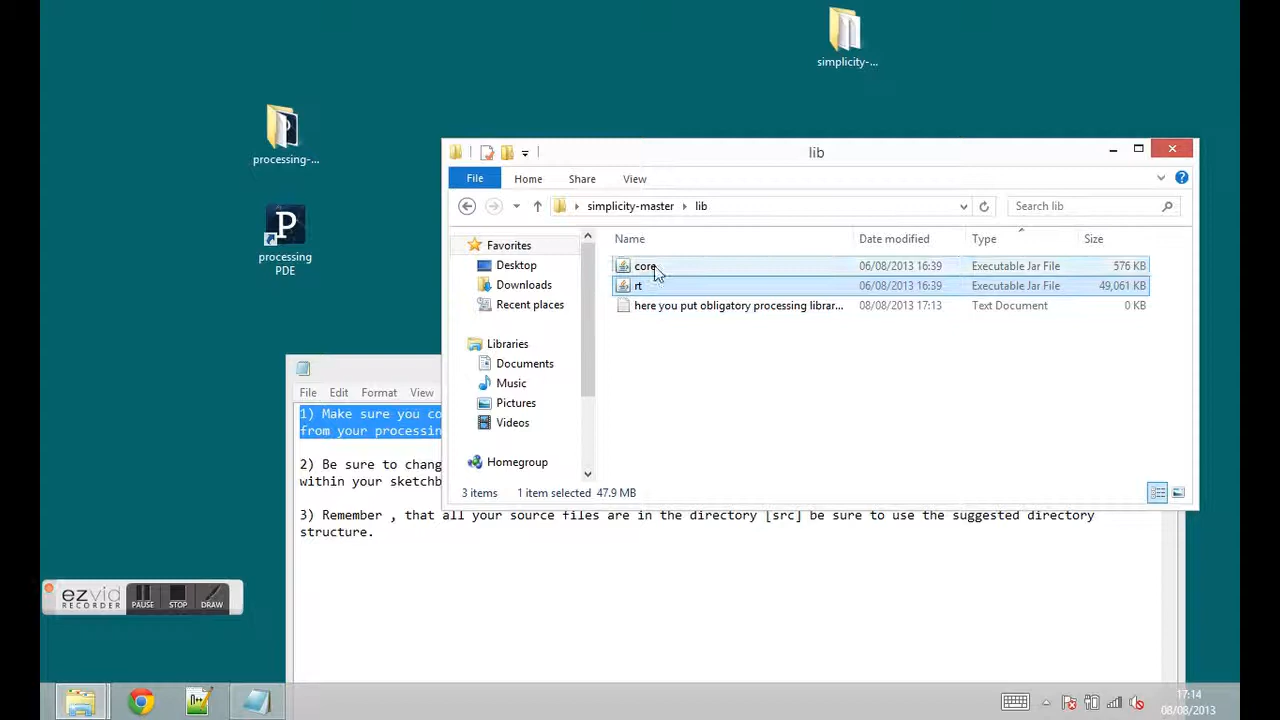 simplicity-...
processing-...
processing
PDE
lib
File
Home
Share
View
simplicity-master
lib
Search lib
Favorites
Desktop
Downloads
Recent places
Libraries
Documents
Music
Pictures
Videos
Homegroup
Name
Date modified
Type
Size
core
06/08/2013 16:39
Executable Jar File
576 KB
rt
06/08/2013 16:39
Executable Jar File
49,061 KB
here you put obligatory processing librar...
08/08/2013 17:13
Text Document
0 KB
3 items
1 item selected 47.9 MB
File
Edit
Format
View
1) Make sure you co
from your processin
2) Be sure to chang
within your sketchb
3) Remember , that all your source files are in the directory [src] be sure to use the suggested directory
structure.
ezvid
RECORDER
PAUSE
STOP
DRAW
17:14
08/08/2013